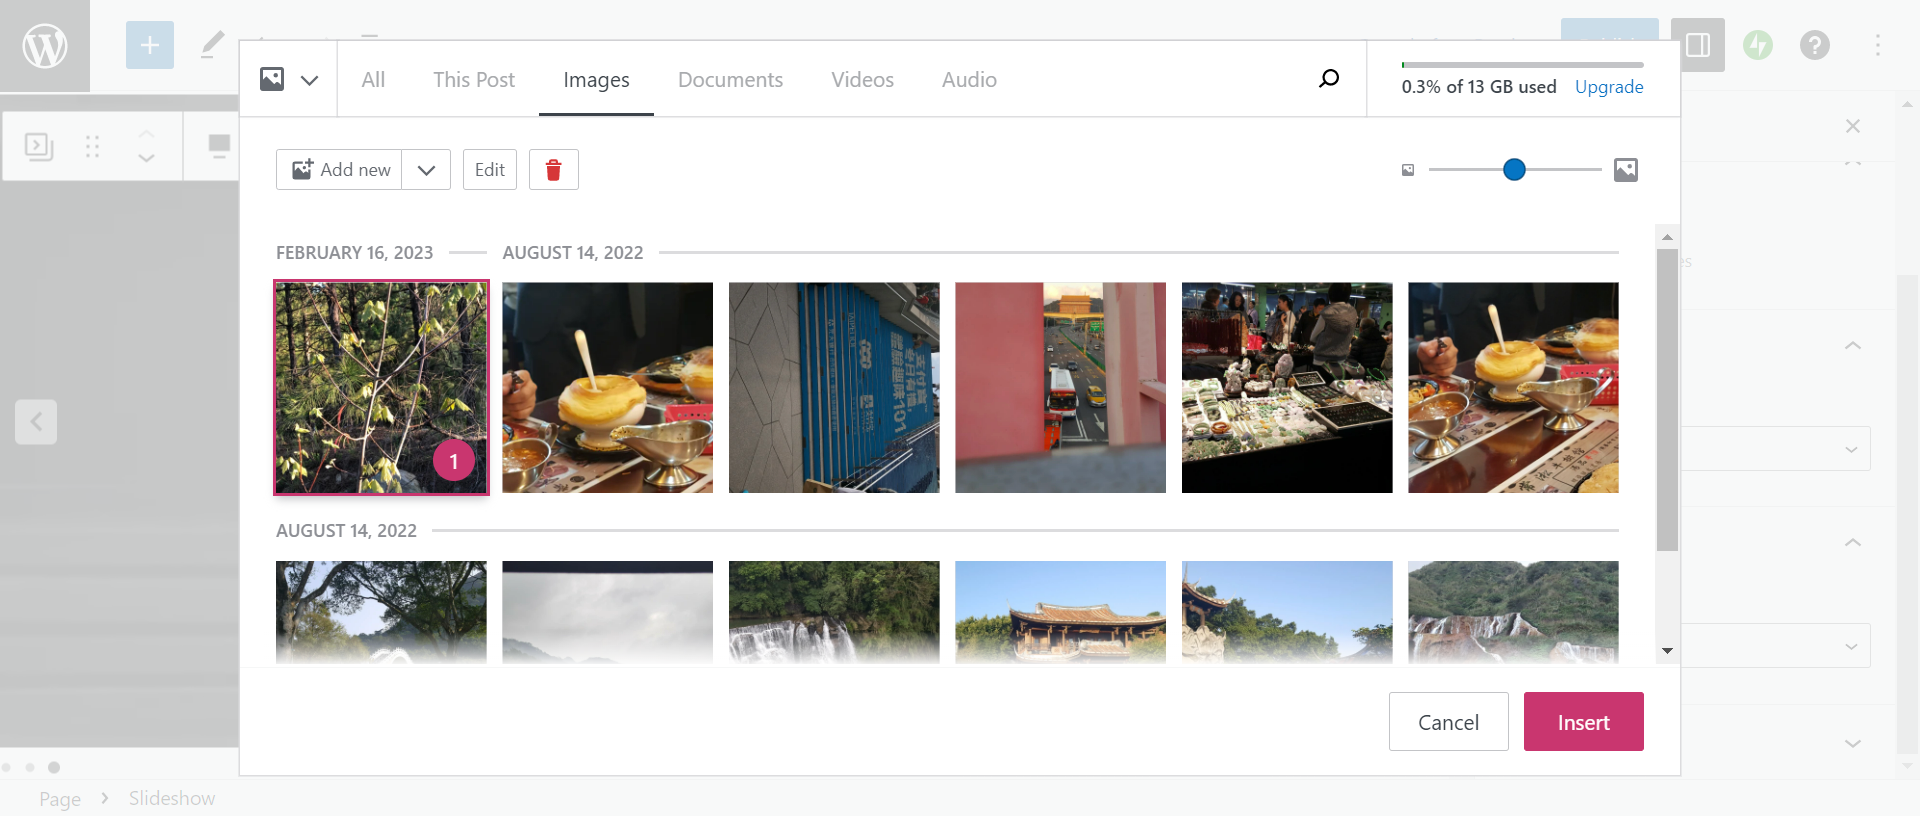 All This Post Images Documents Videos Audio
0.3% of 13 GB used Upgrade
Add new Edit
FEBRUARY 16, 2023 AUGUST 14, 2022
1
AUGUST 14, 2022
Cancel Insert
Page Slideshow